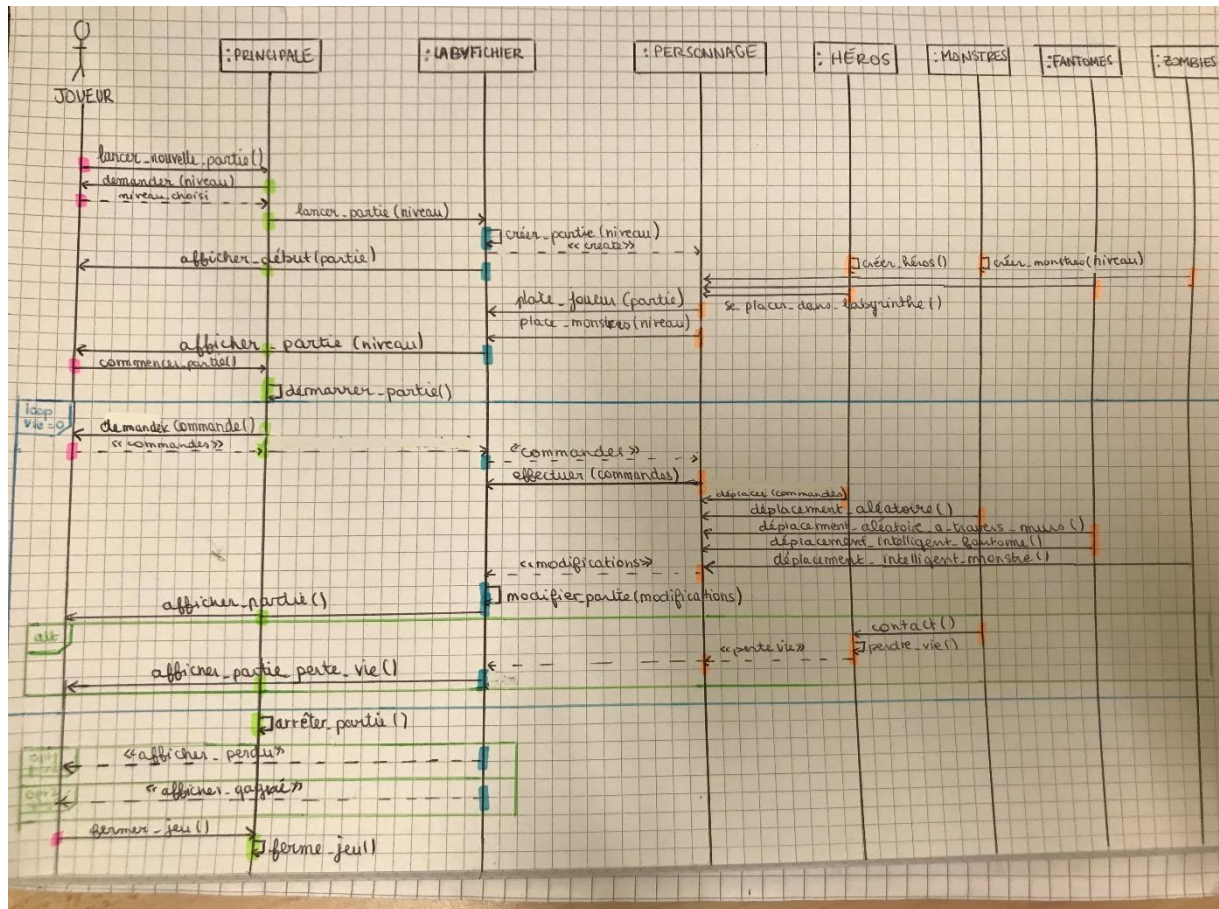 JOUEUR
:PRINCIPALE
:LABYFICHIER
:PERSONNAGE
:HÉROS
:MONSTRES
:FANTOMES
:ZOMBIES
lancer_nouvelle_partie()
demander (niveau)
niveau_choisi
lancer_partie (niveau)
créer_partie (niveau)
<<create>>
afficher_début (partie)
créer_héros()
créer_monstres (niveau)
se_placer_dans_labyrinthe()
place_joueur (partie)
place_monstres (niveau)
afficher_partie (niveau)
commencer_partie()
démarrer_partie()
loop
vie=0
demander commande()
<<commandes>>
<<commandes>>
effectuer (commandes)
déplacer (commandes)
déplacement_aléatoire()
déplacement_aléatoire_a_travers_murs()
déplacement_intelligent_fantome()
déplacement_intelligent_monstre()
<<modifications>>
modifier_partie (modifications)
afficher_partie()
alt
contact()
perdre_vie()
<<perte vie>>
afficher_partie_perte_vie()
arrêter_partie()
<<afficher_perdu>>
<<afficher_gagné>>
fermer_jeu()
ferme_jeu()